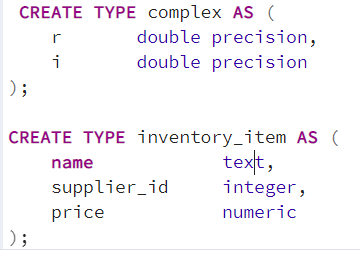 CREATE TYPE complex AS (
    r       double precision,
    i       double precision
);
CREATE TYPE inventory_item AS (
    name            text,
    supplier_id     integer,
    price           numeric
);